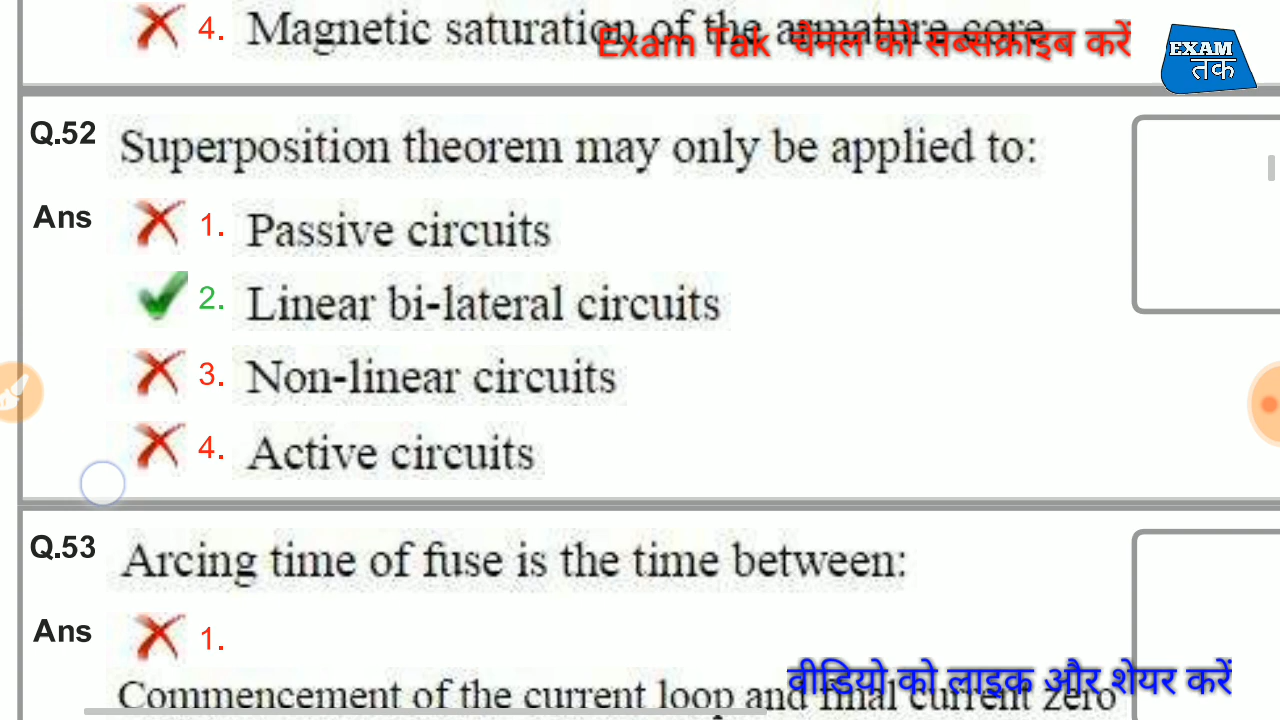 4. Magnetic saturation of the armature core
Exam Tak चैनल को सब्सक्राइब करें
EXAM
तक
Q.52 Superposition theorem may only be applied to:
Ans 1. Passive circuits
2. Linear bi-lateral circuits
3. Non-linear circuits
4. Active circuits
Q.53 Arcing time of fuse is the time between:
Ans 1.
Commencement of the current loop and final current zero
वीडियो को लाइक और शेयर करें